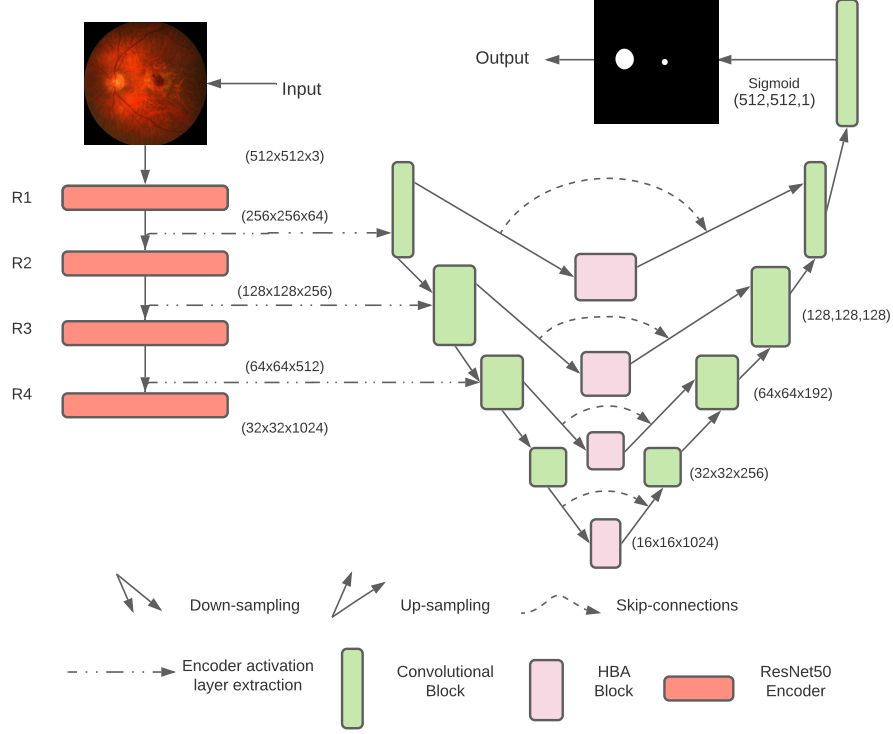 Output
Sigmoid
(512,512,1)
Input
(512x512x3)
R1
(256x256x64)
R2
(128x128x256)
(128,128,128)
R3
(64x64x512)
R4
(64x64x192)
(32x32x1024)
(32x32x256)
(16x16x1024)
Down-sampling
Up-sampling
Skip-connections
Encoder activation
layer extraction
Convolutional
Block
HBA
Block
ResNet50
Encoder